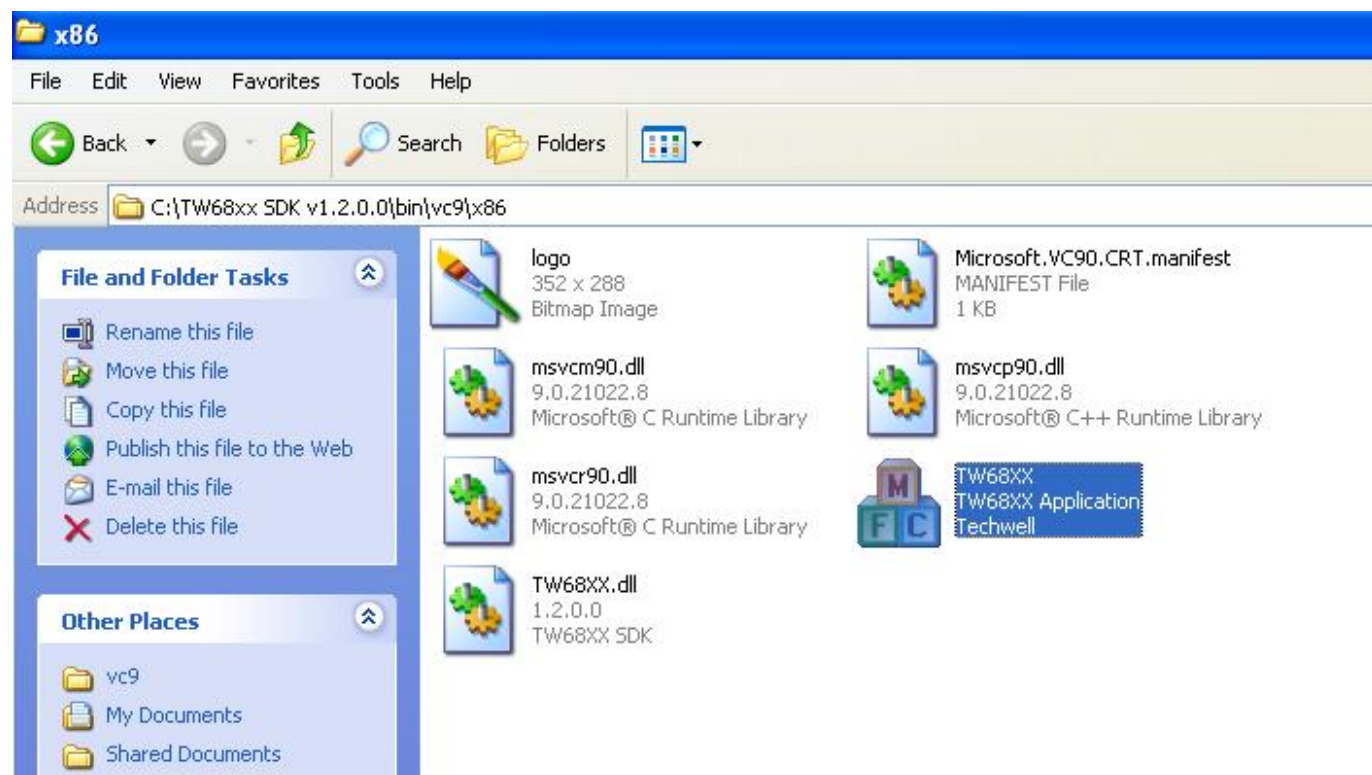 x86
File Edit View Favorites Tools Help
Back Search Folders
Address C:\TW68xx SDK v1.2.0.0\bin\vc9\x86
File and Folder Tasks
Rename this file
Move this file
Copy this file
Publish this file to the Web
E-mail this file
Delete this file
Other Places
vc9
My Documents
Shared Documents
logo
352 x 288
Bitmap Image
Microsoft.VC90.CRT.manifest
MANIFEST File
1 KB
msvcm90.dll
9.0.21022.8
Microsoft® C Runtime Library
msvcp90.dll
9.0.21022.8
Microsoft® C++ Runtime Library
msvcr90.dll
9.0.21022.8
Microsoft® C Runtime Library
M
F C
TW68XX
TW68XX Application
Techwell
TW68XX.dll
1.2.0.0
TW68XX SDK